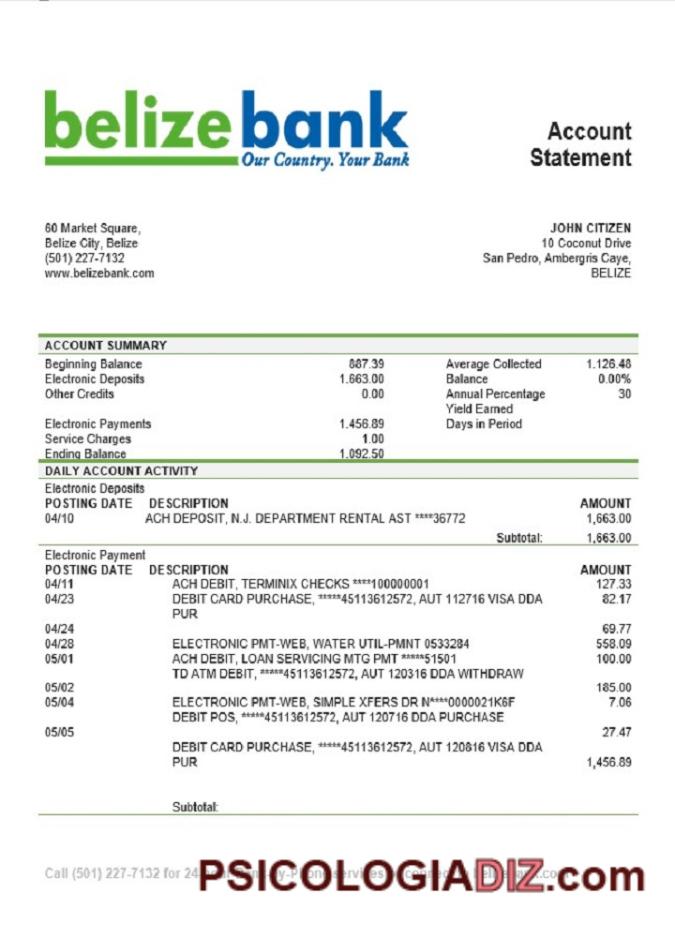 belizebank
Our Country. Your Bank
Account
Statement
60 Market Square,
Belize City, Belize
(501) 227-7132
www.belizebank.com
JOHN CITIZEN
10 Coconut Drive
San Pedro, Ambergris Caye,
BELIZE
ACCOUNT SUMMARY
Beginning Balance 887.39 Average Collected 1.126.48
Electronic Deposits 1.663.00 Balance 0.00%
Other Credits 0.00 Annual Percentage 30
Yield Earned
Electronic Payments 1.456.89 Days in Period
Service Charges 1.00
Ending Balance 1.092.50
DAILY ACCOUNT ACTIVITY
Electronic Deposits
POSTING DATE DESCRIPTION AMOUNT
04/10 ACH DEPOSIT, N.J. DEPARTMENT RENTAL AST ****36772 1,663.00
Subtotal: 1,663.00
Electronic Payment
POSTING DATE DESCRIPTION AMOUNT
04/11 ACH DEBIT, TERMINIX CHECKS ****100000001 127.33
04/23 DEBIT CARD PURCHASE, *****45113612572, AUT 112716 VISA DDA 82.17
PUR
04/24 69.77
04/28 ELECTRONIC PMT-WEB, WATER UTIL-PMNT 0533284 558.09
05/01 ACH DEBIT, LOAN SERVICING MTG PMT *****51501 100.00
TD ATM DEBIT, *****45113612572, AUT 120316 DDA WITHDRAW
05/02 185.00
05/04 ELECTRONIC PMT-WEB, SIMPLE XFERS DR N****0000021K6F 7.06
DEBIT POS, *****45113612572, AUT 120716 DDA PURCHASE
05/05 27.47
DEBIT CARD PURCHASE, *****45113612572, AUT 120816 VISA DDA
PUR 1,456.89
Subtotal:
Call (501) 227-7132 for 24
PSICOLOGIADIZ.com